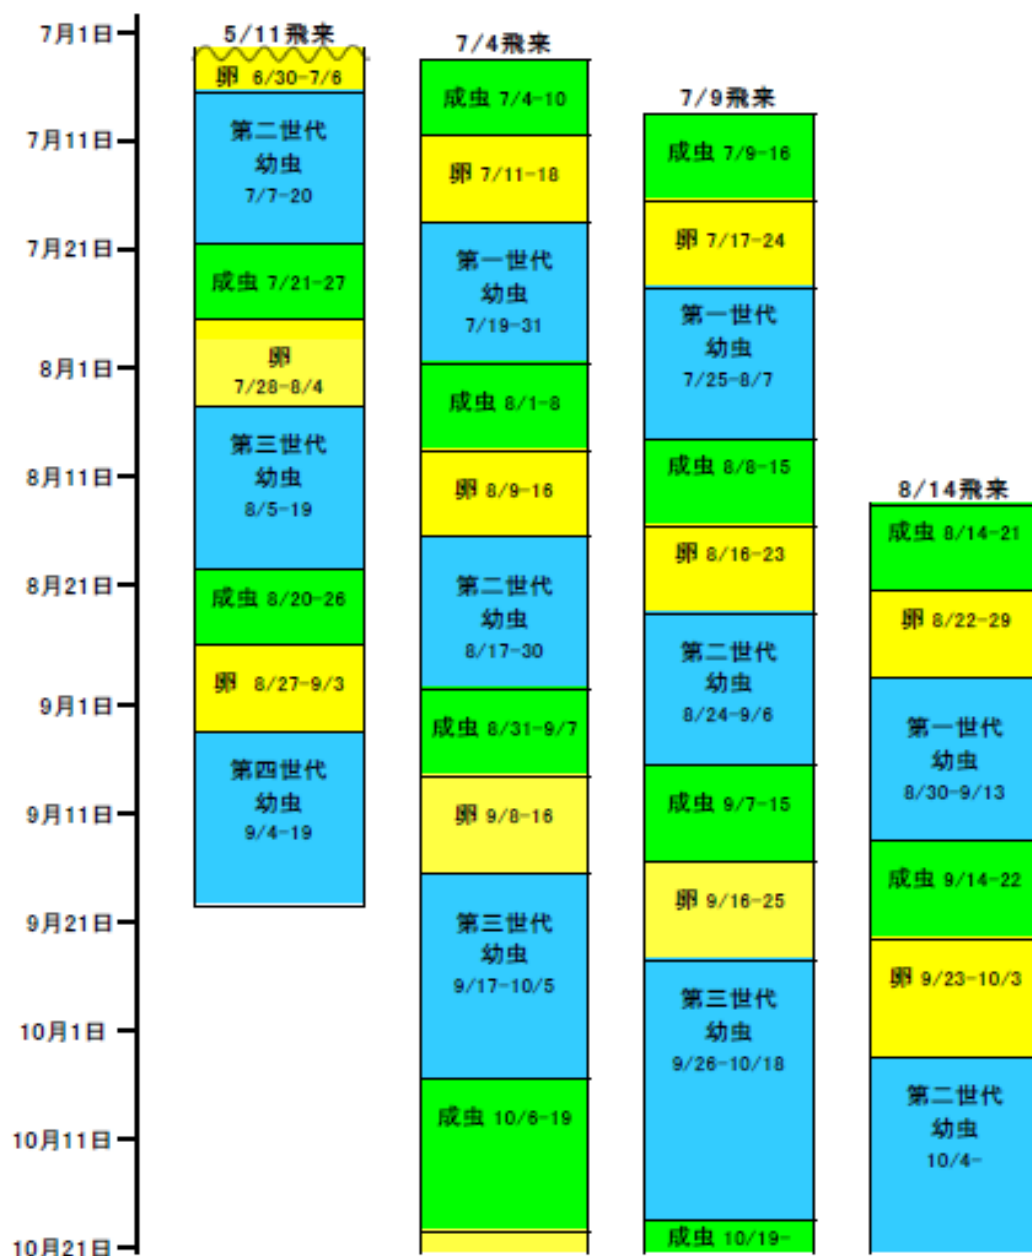 7月1日
7月11日
7月21日
8月1日
8月11日
8月21日
9月1日
9月11日
9月21日
10月1日
10月11日
10月21日
5/11飛来
卵 6/30-7/6
第二世代
幼虫
7/7-20
成虫 7/21-27
卵
7/28-8/4
第三世代
幼虫
8/5-19
成虫 8/20-26
卵 8/27-9/3
第四世代
幼虫
9/4-19
7/4飛来
成虫 7/4-10
卵 7/11-18
第一世代
幼虫
7/19-31
成虫 8/1-8
卵 8/9-16
第二世代
幼虫
8/17-30
成虫 8/31-9/7
卵 9/8-16
第三世代
幼虫
9/17-10/5
成虫 10/6-19
7/9飛来
成虫 7/9-16
卵 7/17-24
第一世代
幼虫
7/25-8/7
成虫 8/8-15
卵 8/16-23
第二世代
幼虫
8/24-9/6
成虫 9/7-15
卵 9/16-25
第三世代
幼虫
9/26-10/18
成虫 10/19-
8/14飛来
成虫 8/14-21
卵 8/22-29
第一世代
幼虫
8/30-9/13
成虫 9/14-22
卵 9/23-10/3
第二世代
幼虫
10/4-